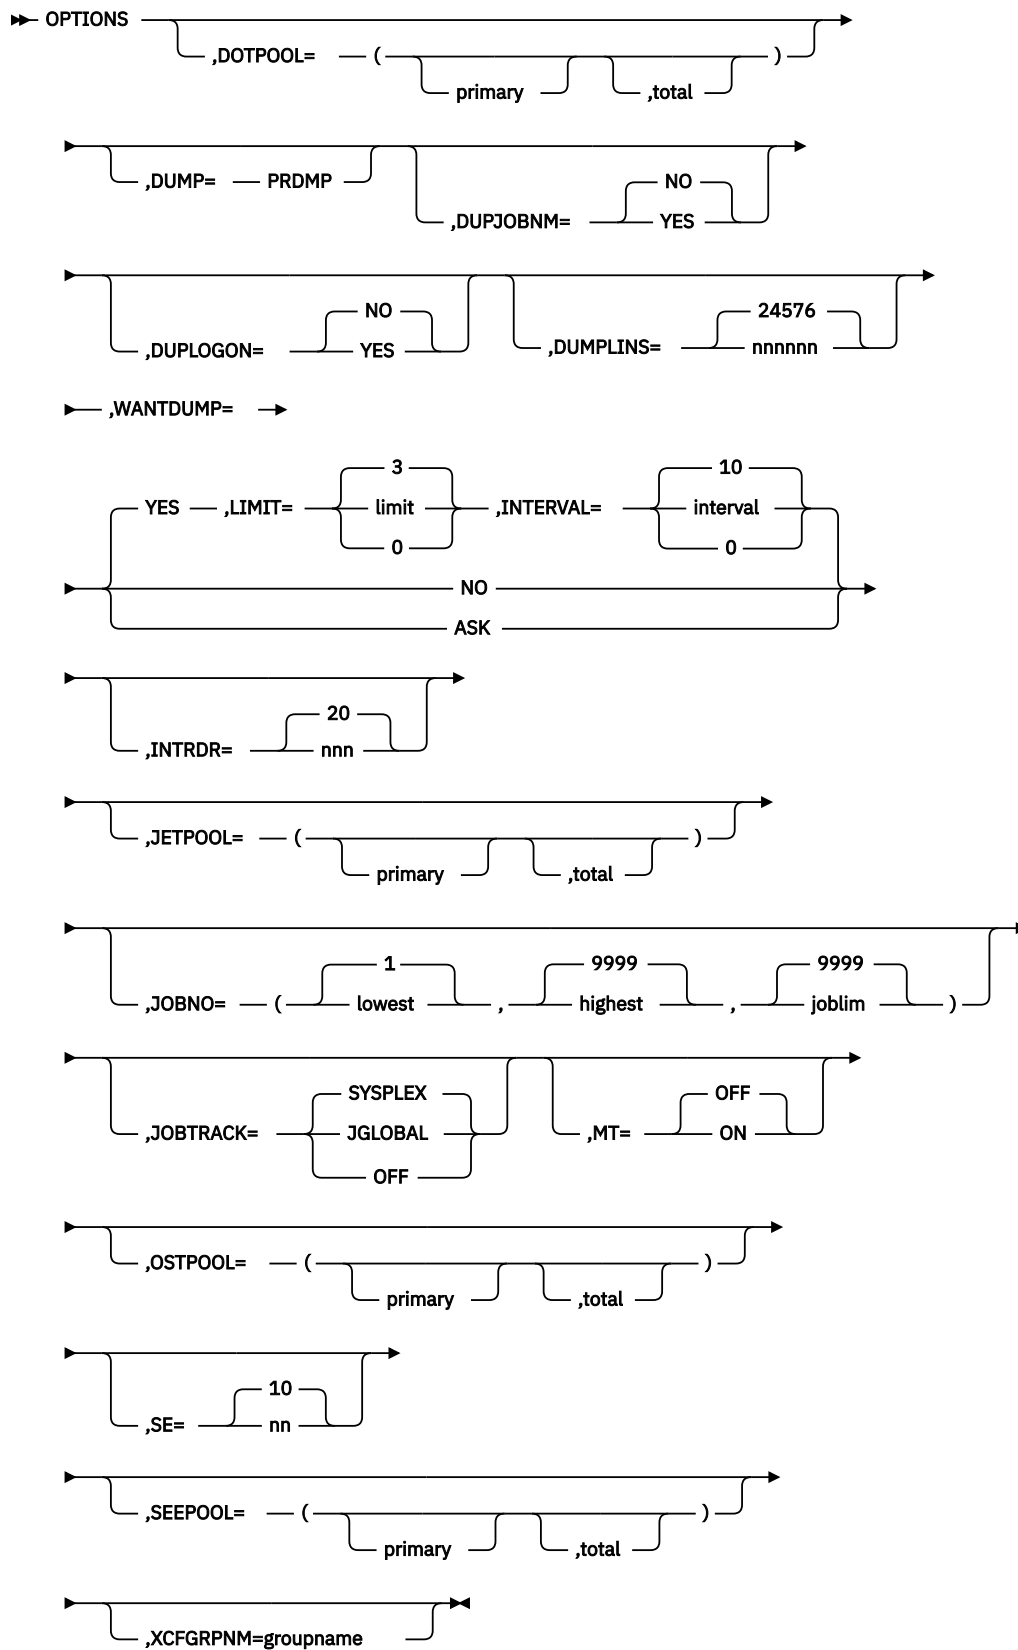 OPTIONS
,DOTPOOL= ( primary ,total )
,DUMP= PRDMP
,DUPJOBNM= NO YES
,DUPLOGON= NO YES
,DUMPLINS= 24576 nnnnnn
,WANTDUMP=
YES ,LIMIT= 3 limit 0 ,INTERVAL= 10 interval 0
NO
ASK
,INTRDR= 20 nnn
,JETPOOL= ( primary ,total )
,JOBNO= ( 1 lowest , 9999 highest , 9999 joblim )
,JOBTRACK= SYSPLEX JGLOBAL OFF
,MT= OFF ON
,OSTPOOL= ( primary ,total )
,SE= 10 nn
,SEEPOOL= ( primary ,total )
,XCFGRPNM=groupname